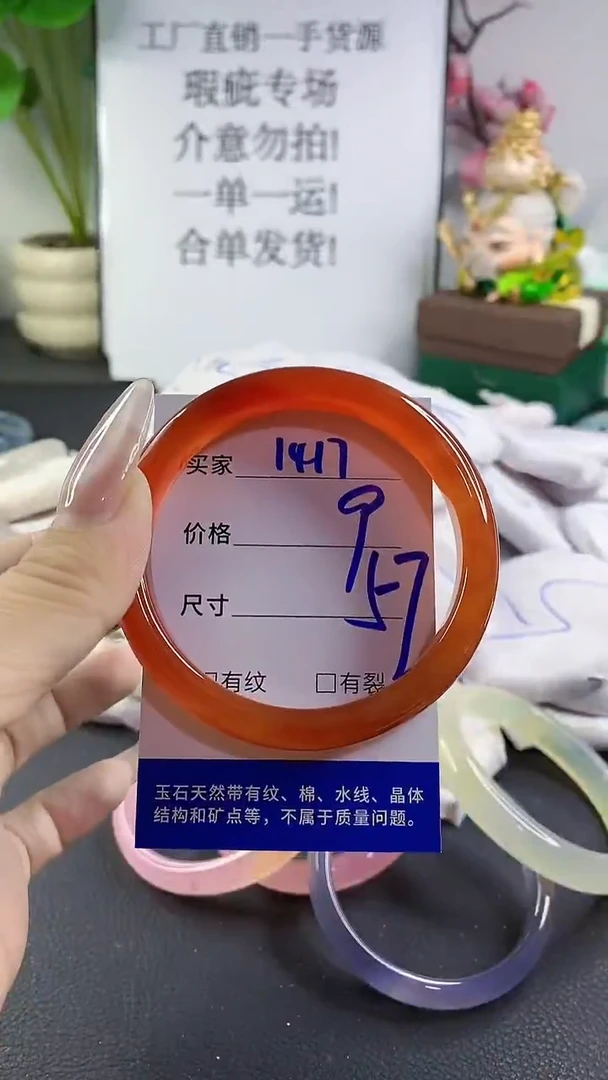 工厂直销一手货源
瑕疵专场
介意勿拍!
一单一运!
合单发货!
买家 1417
价格 9
尺寸 57
□有纹 □有裂
玉石天然带有纹、棉、水线、晶体
结构和矿点等，不属于质量问题。